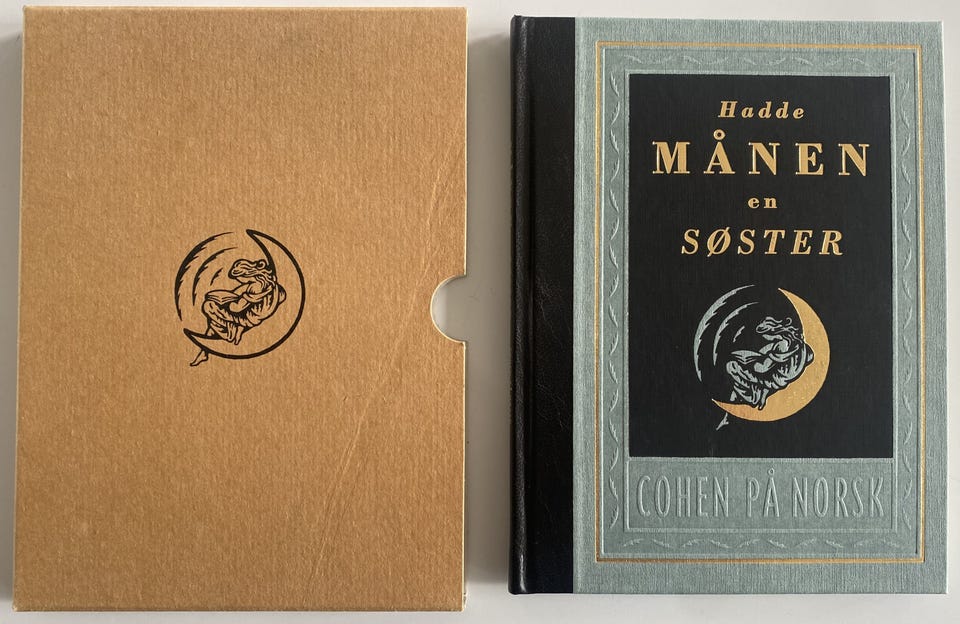 Hadde
MÅNEN
en
SØSTER
COHEN PÅ NORSK